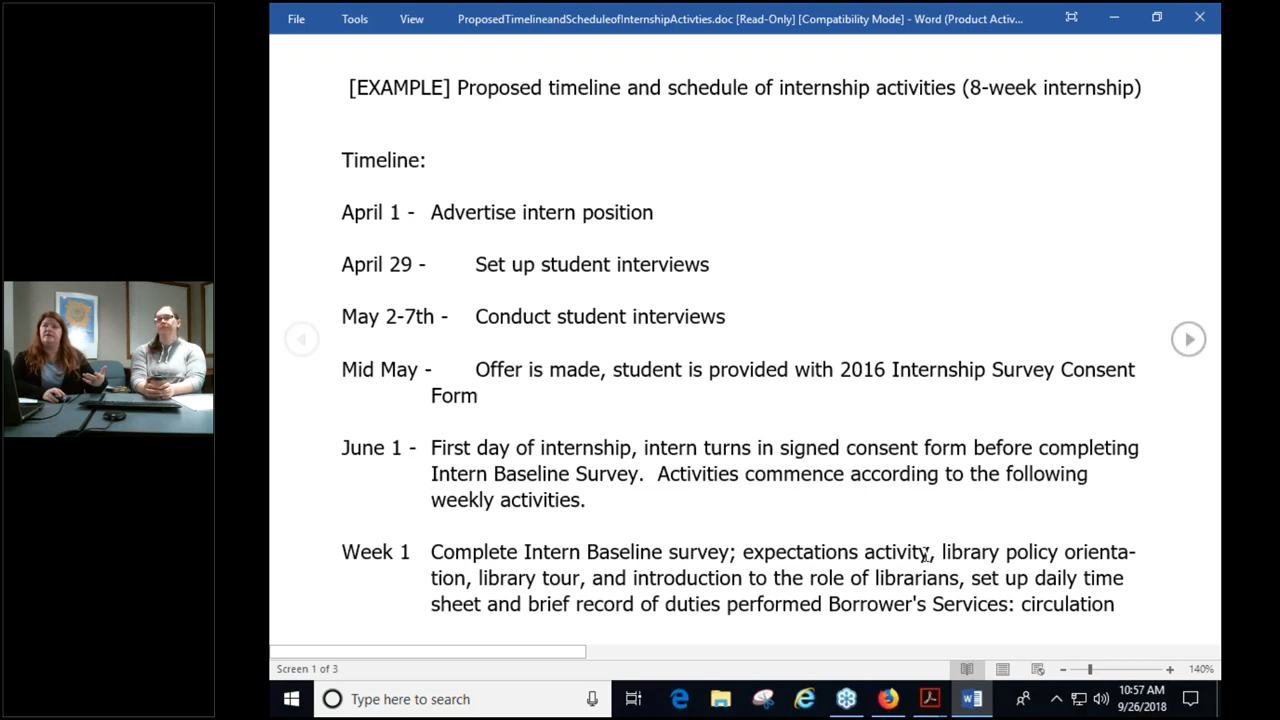 File Tools View ProposedTimelineandScheduleofInternshipActivties.doc [Read-Only] [Compatibility Mode] - Word (Product Activ...
[EXAMPLE] Proposed timeline and schedule of internship activities (8-week internship)
Timeline:
April 1 - Advertise intern position
April 29 - Set up student interviews
May 2-7th - Conduct student interviews
Mid May - Offer is made, student is provided with 2016 Internship Survey Consent
Form
June 1 - First day of internship, intern turns in signed consent form before completing
Intern Baseline Survey. Activities commence according to the following
weekly activities.
Week 1 Complete Intern Baseline survey; expectations activity, library policy orienta-
tion, library tour, and introduction to the role of librarians, set up daily time
sheet and brief record of duties performed Borrower's Services: circulation
Screen 1 of 3 140%
Type here to search 10:57 AM
9/26/2018